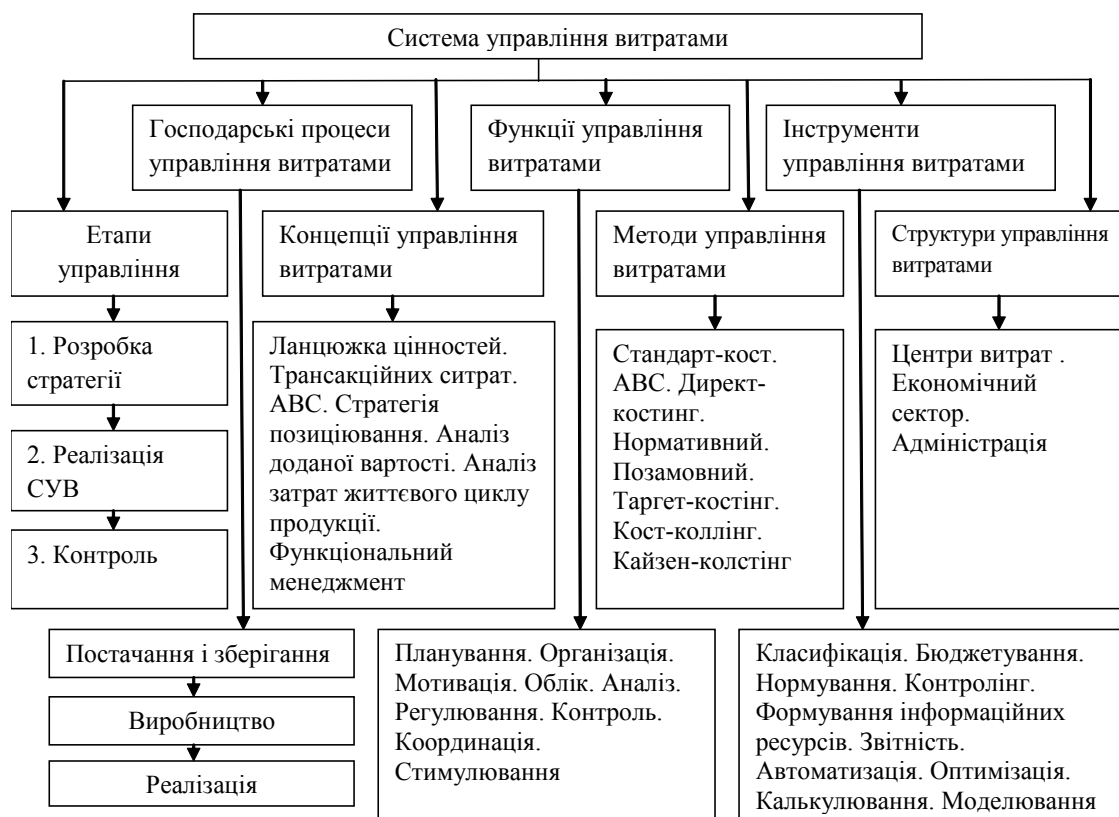 Система управління витратами
Господарські процеси
управління витратами
Функції управління
витратами
Інструменти
управління витратами
Етапи
управління
Концепції управління
витратами
Методи управління
витратами
Структури управління
витратами
1. Розробка
стратегії
2. Реалізація
СУВ
3. Контроль
Ланцюжка цінностей.
Трансакційних ситрат.
АВС. Стратегія
позиціювання. Аналіз
доданої вартості. Аналіз
затрат життєвого циклу
продукції.
Функціональний
менеджмент
Стандарт-кост.
АВС. Директ-
костинг.
Нормативний.
Позамовний.
Таргет-костінг.
Кост-коллінг.
Кайзен-колстінг
Центри витрат .
Економічний
сектор.
Адміністрація
Постачання і зберігання
Виробництво
Реалізація
Планування. Організація.
Мотивація. Облік. Аналіз.
Регулювання. Контроль.
Координація.
Стимулювання
Класифікація. Бюджетування.
Нормування. Контролінг.
Формування інформаційних
ресурсів. Звітність.
Автоматизація. Оптимізація.
Калькулювання. Моделювання